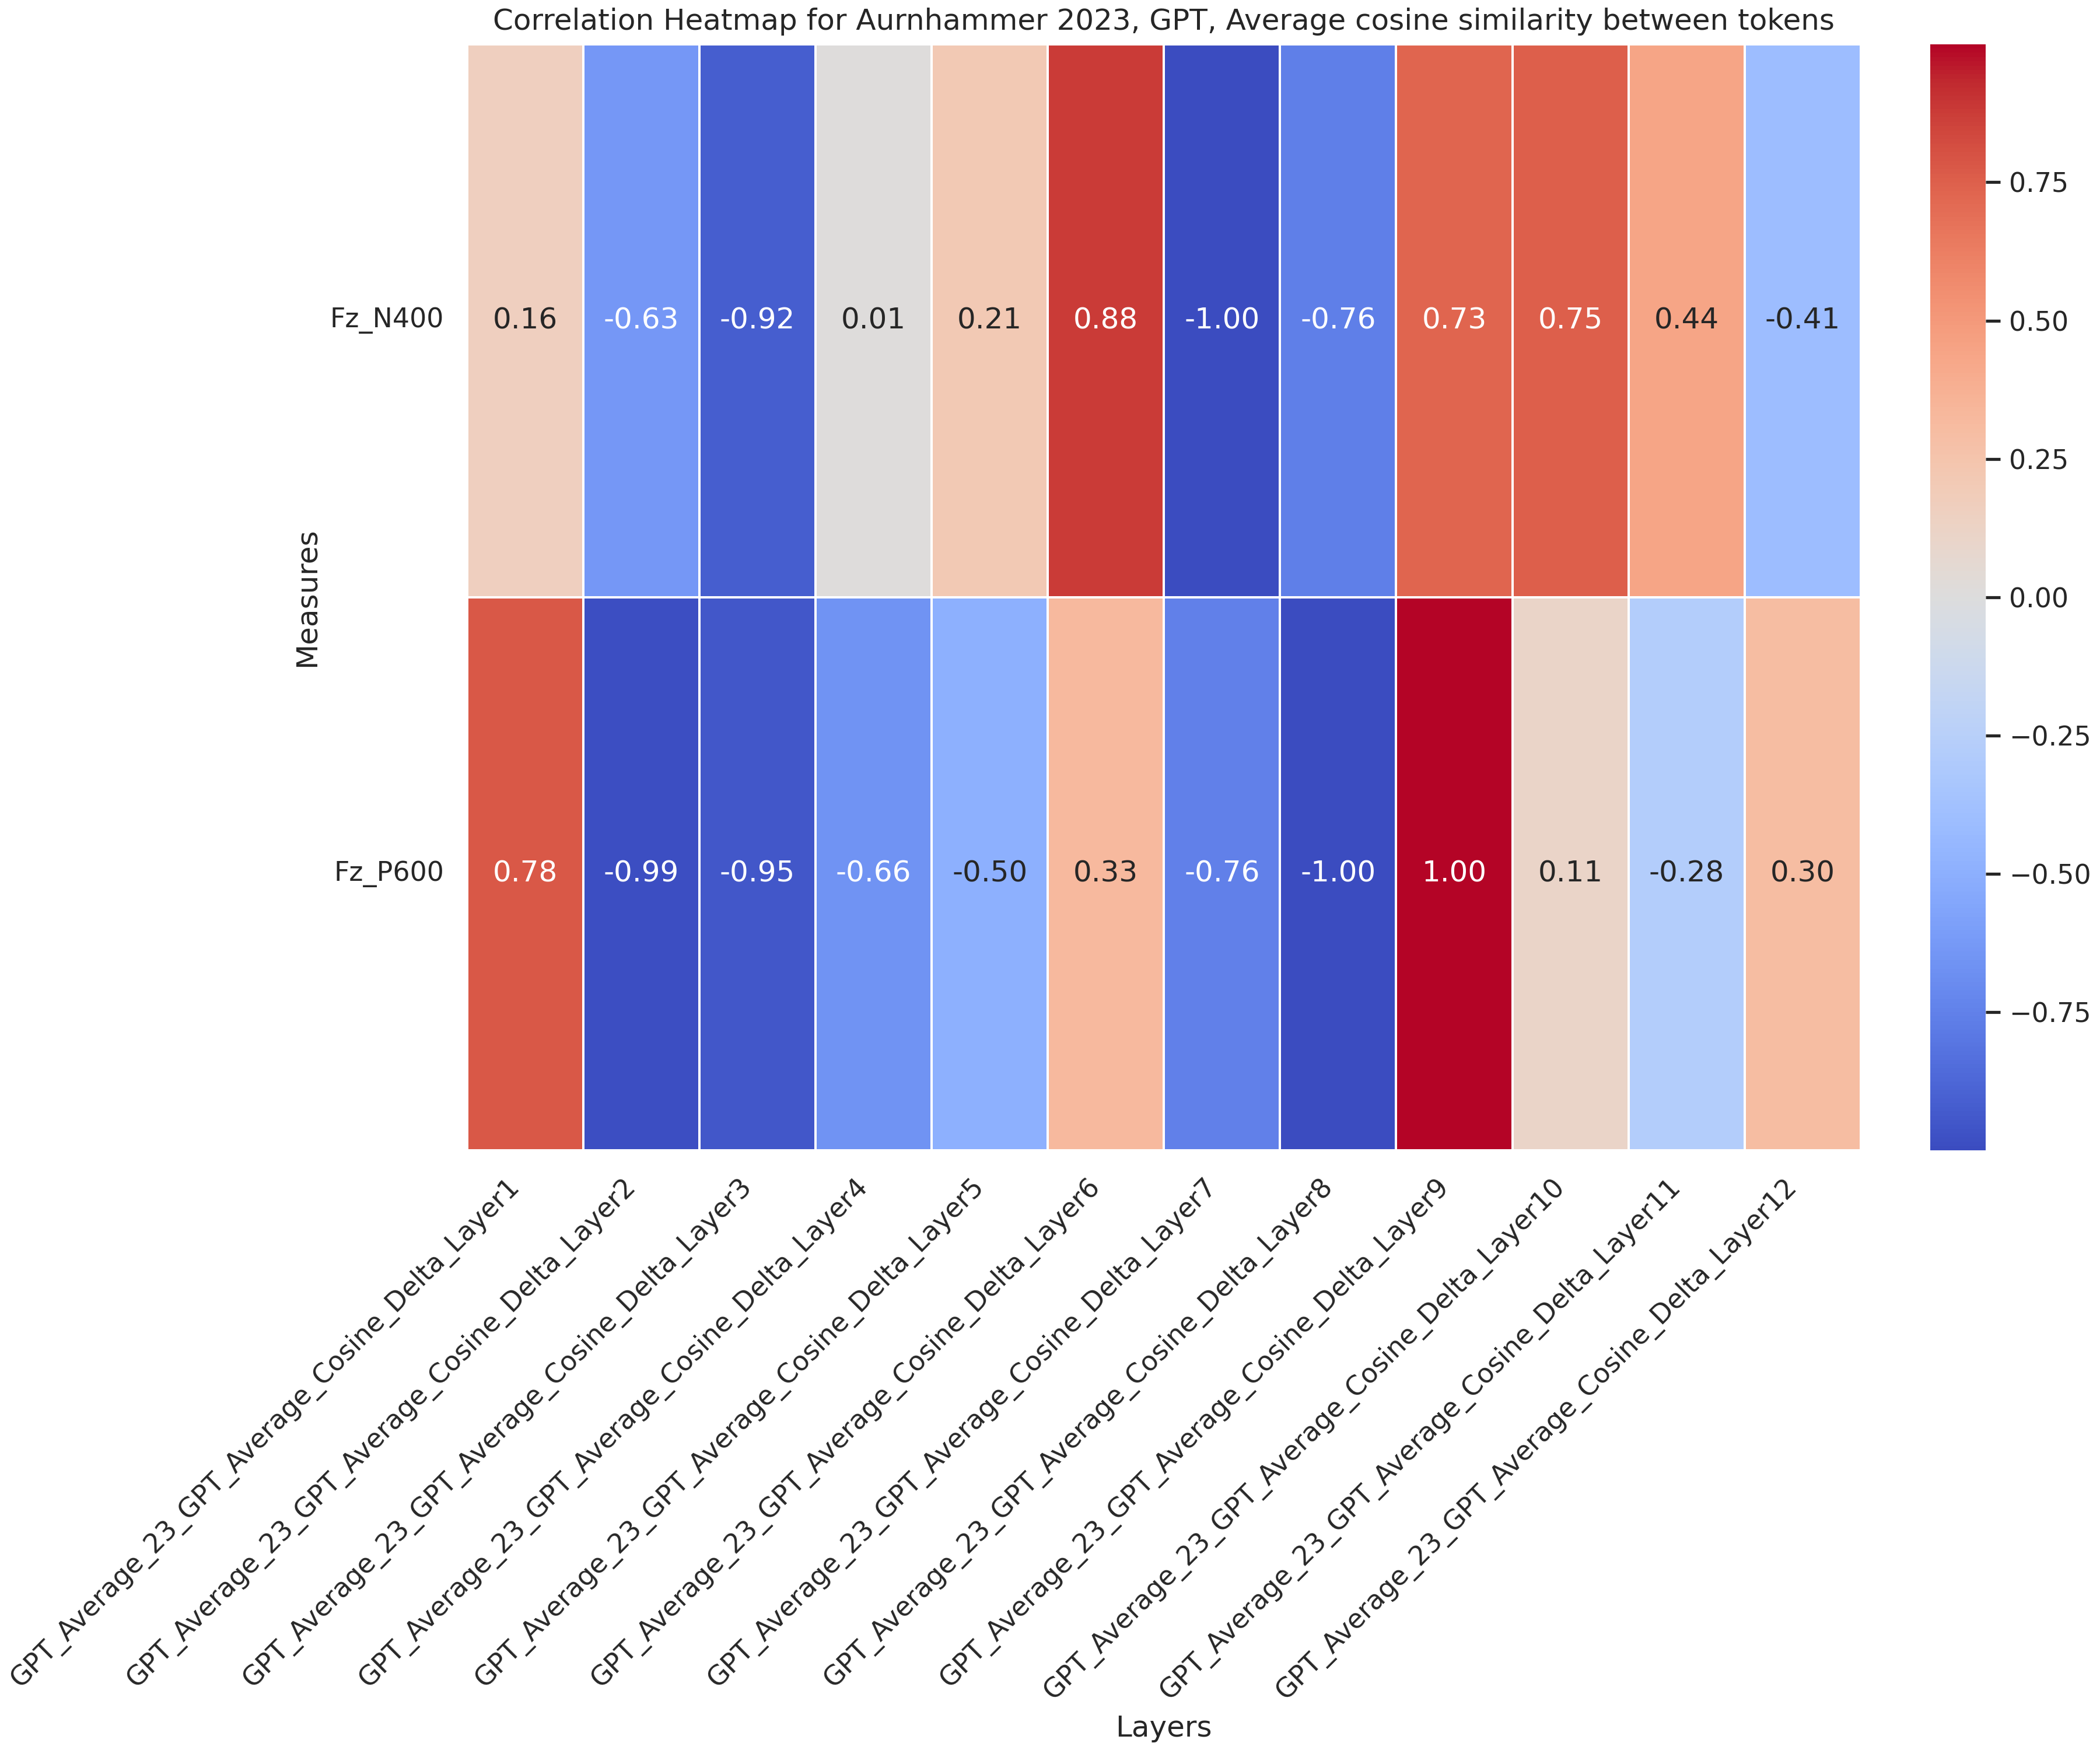 Correlation Heatmap for Aurnhammer 2023, GPT, Average cosine similarity between tokens
Measures
Fz_N400
0.16 -0.63 -0.92 0.01 0.21 0.88 -1.00 -0.76 0.73 0.75 0.44 -0.41
Fz_P600
0.78 -0.99 -0.95 -0.66 -0.50 0.33 -0.76 -1.00 1.00 0.11 -0.28 0.30
0.75
0.50
0.25
0.00
−0.25
−0.50
−0.75
GPT_Average_23_GPT_Average_Cosine_Delta_Layer1
GPT_Average_23_GPT_Average_Cosine_Delta_Layer2
GPT_Average_23_GPT_Average_Cosine_Delta_Layer3
GPT_Average_23_GPT_Average_Cosine_Delta_Layer4
GPT_Average_23_GPT_Average_Cosine_Delta_Layer5
GPT_Average_23_GPT_Average_Cosine_Delta_Layer6
GPT_Average_23_GPT_Average_Cosine_Delta_Layer7
GPT_Average_23_GPT_Average_Cosine_Delta_Layer8
GPT_Average_23_GPT_Average_Cosine_Delta_Layer9
GPT_Average_23_GPT_Average_Cosine_Delta_Layer10
GPT_Average_23_GPT_Average_Cosine_Delta_Layer11
GPT_Average_23_GPT_Average_Cosine_Delta_Layer12
Layers